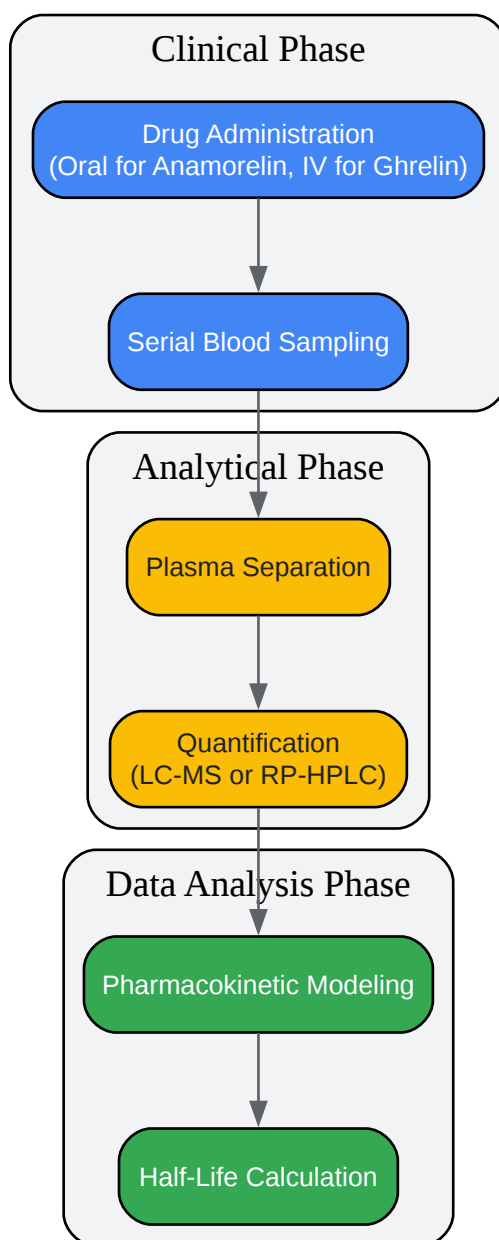 Clinical Phase
Drug Administration
(Oral for Anamorelin, IV for Ghrelin)
Serial Blood Sampling
Analytical Phase
Plasma Separation
Quantification
(LC-MS or RP-HPLC)
Data Analysis Phase
Pharmacokinetic Modeling
Half-Life Calculation